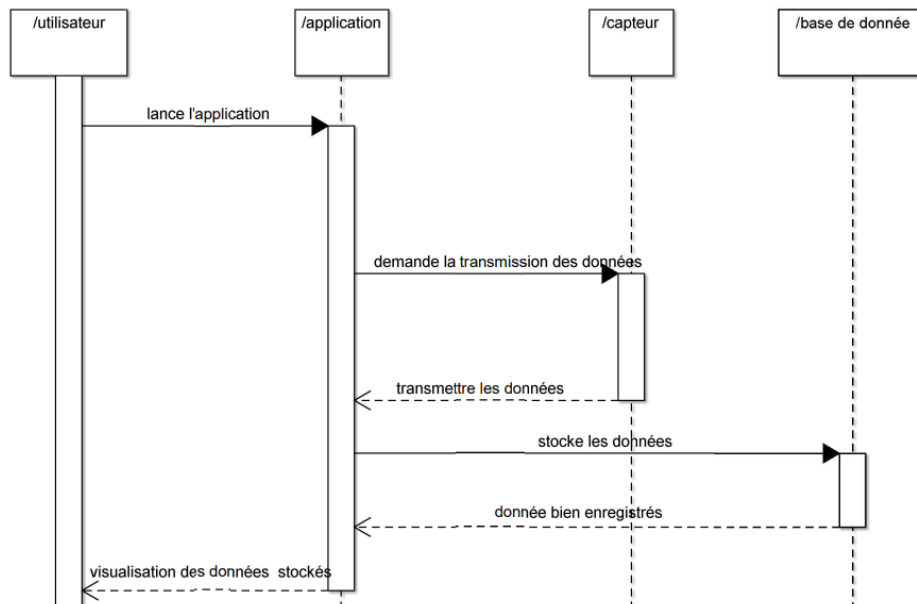 /utilisateur
/application
/capteur
/base de donnée
lance l'application
demande la transmission des données
transmettre les données
stocke les données
donnée bien enregistrés
visualisation des données stockés